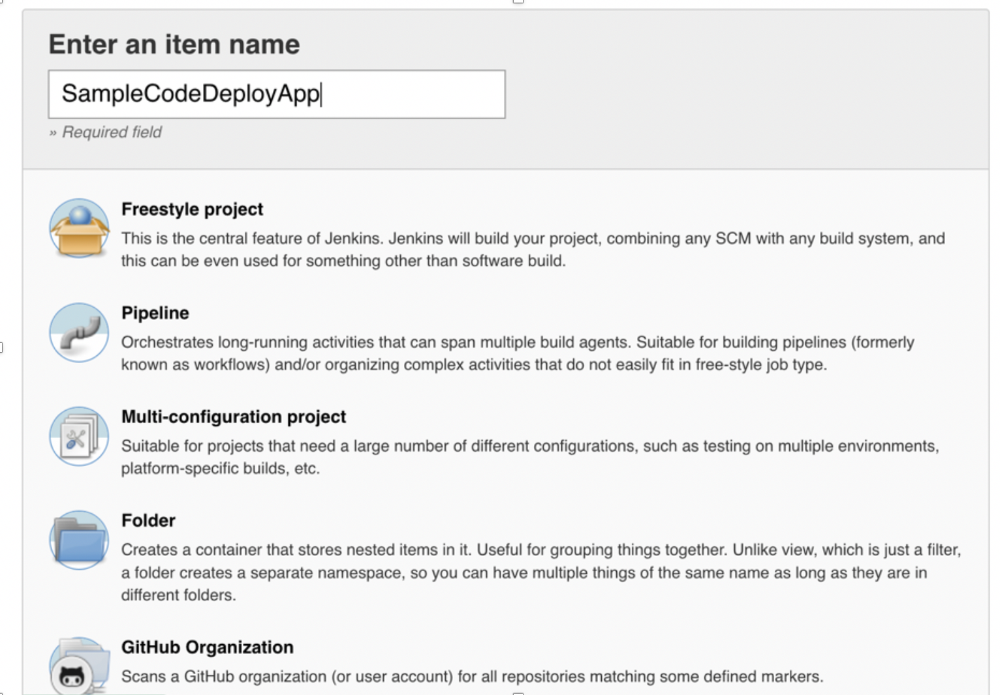 Enter an item name
SampleCodeDeployApp
» Required field
Freestyle project
This is the central feature of Jenkins. Jenkins will build your project, combining any SCM with any build system, and
this can be even used for something other than software build.
Pipeline
Orchestrates long-running activities that can span multiple build agents. Suitable for building pipelines (formerly
known as workflows) and/or organizing complex activities that do not easily fit in free-style job type.
Multi-configuration project
Suitable for projects that need a large number of different configurations, such as testing on multiple environments,
platform-specific builds, etc.
Folder
Creates a container that stores nested items in it. Useful for grouping things together. Unlike view, which is just a filter,
a folder creates a separate namespace, so you can have multiple things of the same name as long as they are in
different folders.
GitHub Organization
Scans a GitHub organization (or user account) for all repositories matching some defined markers.